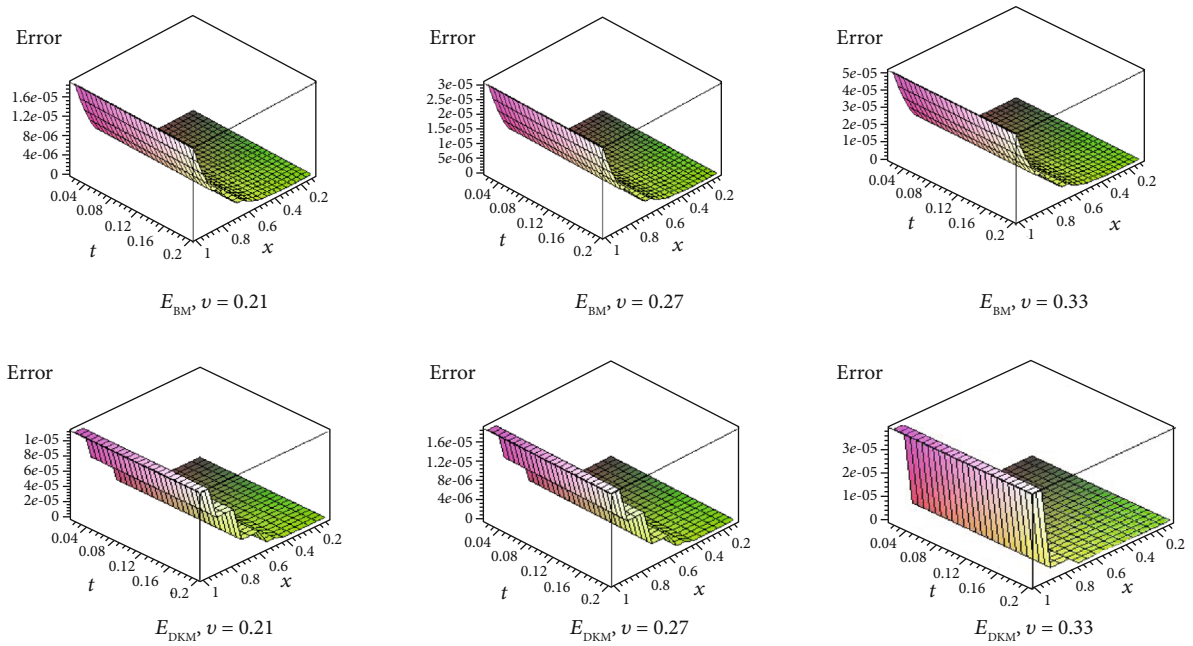 Error
1.6e-05
1.2e-05
8e-06
4e-06
0
0.04
0.08
0.12
0.16
0.2
t
1
0.8
0.6
0.4
0.2
x
E_BM, υ = 0.21
Error
3e-05
2.5e-05
2e-05
1.5e-05
1e-05
5e-06
0
0.04
0.08
0.12
0.16
0.2
t
1
0.8
0.6
0.4
0.2
x
E_BM, υ = 0.27
Error
5e-05
4e-05
3e-05
2e-05
1e-05
0
0.04
0.08
0.12
0.16
0.2
t
1
0.8
0.6
0.4
0.2
x
E_BM, υ = 0.33
Error
1e-05
8e-05
6e-05
4e-05
2e-05
0
0.04
0.08
0.12
0.16
0.2
t
1
0.8
0.6
0.4
0.2
x
E_DKM, υ = 0.21
Error
1.6e-05
1.2e-05
8e-06
4e-06
0
0.04
0.08
0.12
0.16
0.2
t
1
0.8
0.6
0.4
0.2
x
E_DKM, υ = 0.27
Error
3e-05
2e-05
1e-05
0
0.04
0.08
0.12
0.16
0.2
t
1
0.8
0.6
0.4
0.2
x
E_DKM, υ = 0.33